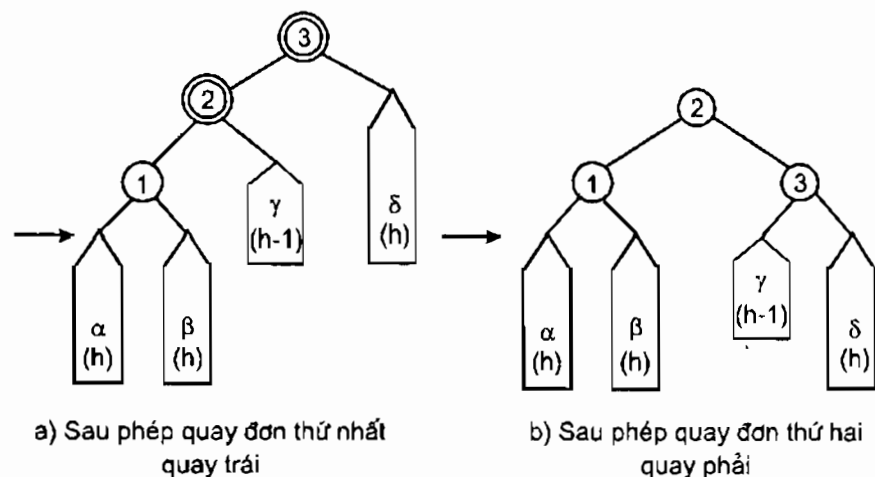 3
2
2
1
1
3
γ
(h-1)
δ
(h)
γ
(h-1)
α
(h)
β
(h)
α
(h)
β
(h)
δ
(h)
a) Sau phép quay đơn thứ nhất
quay trái
b) Sau phép quay đơn thứ hai
quay phải